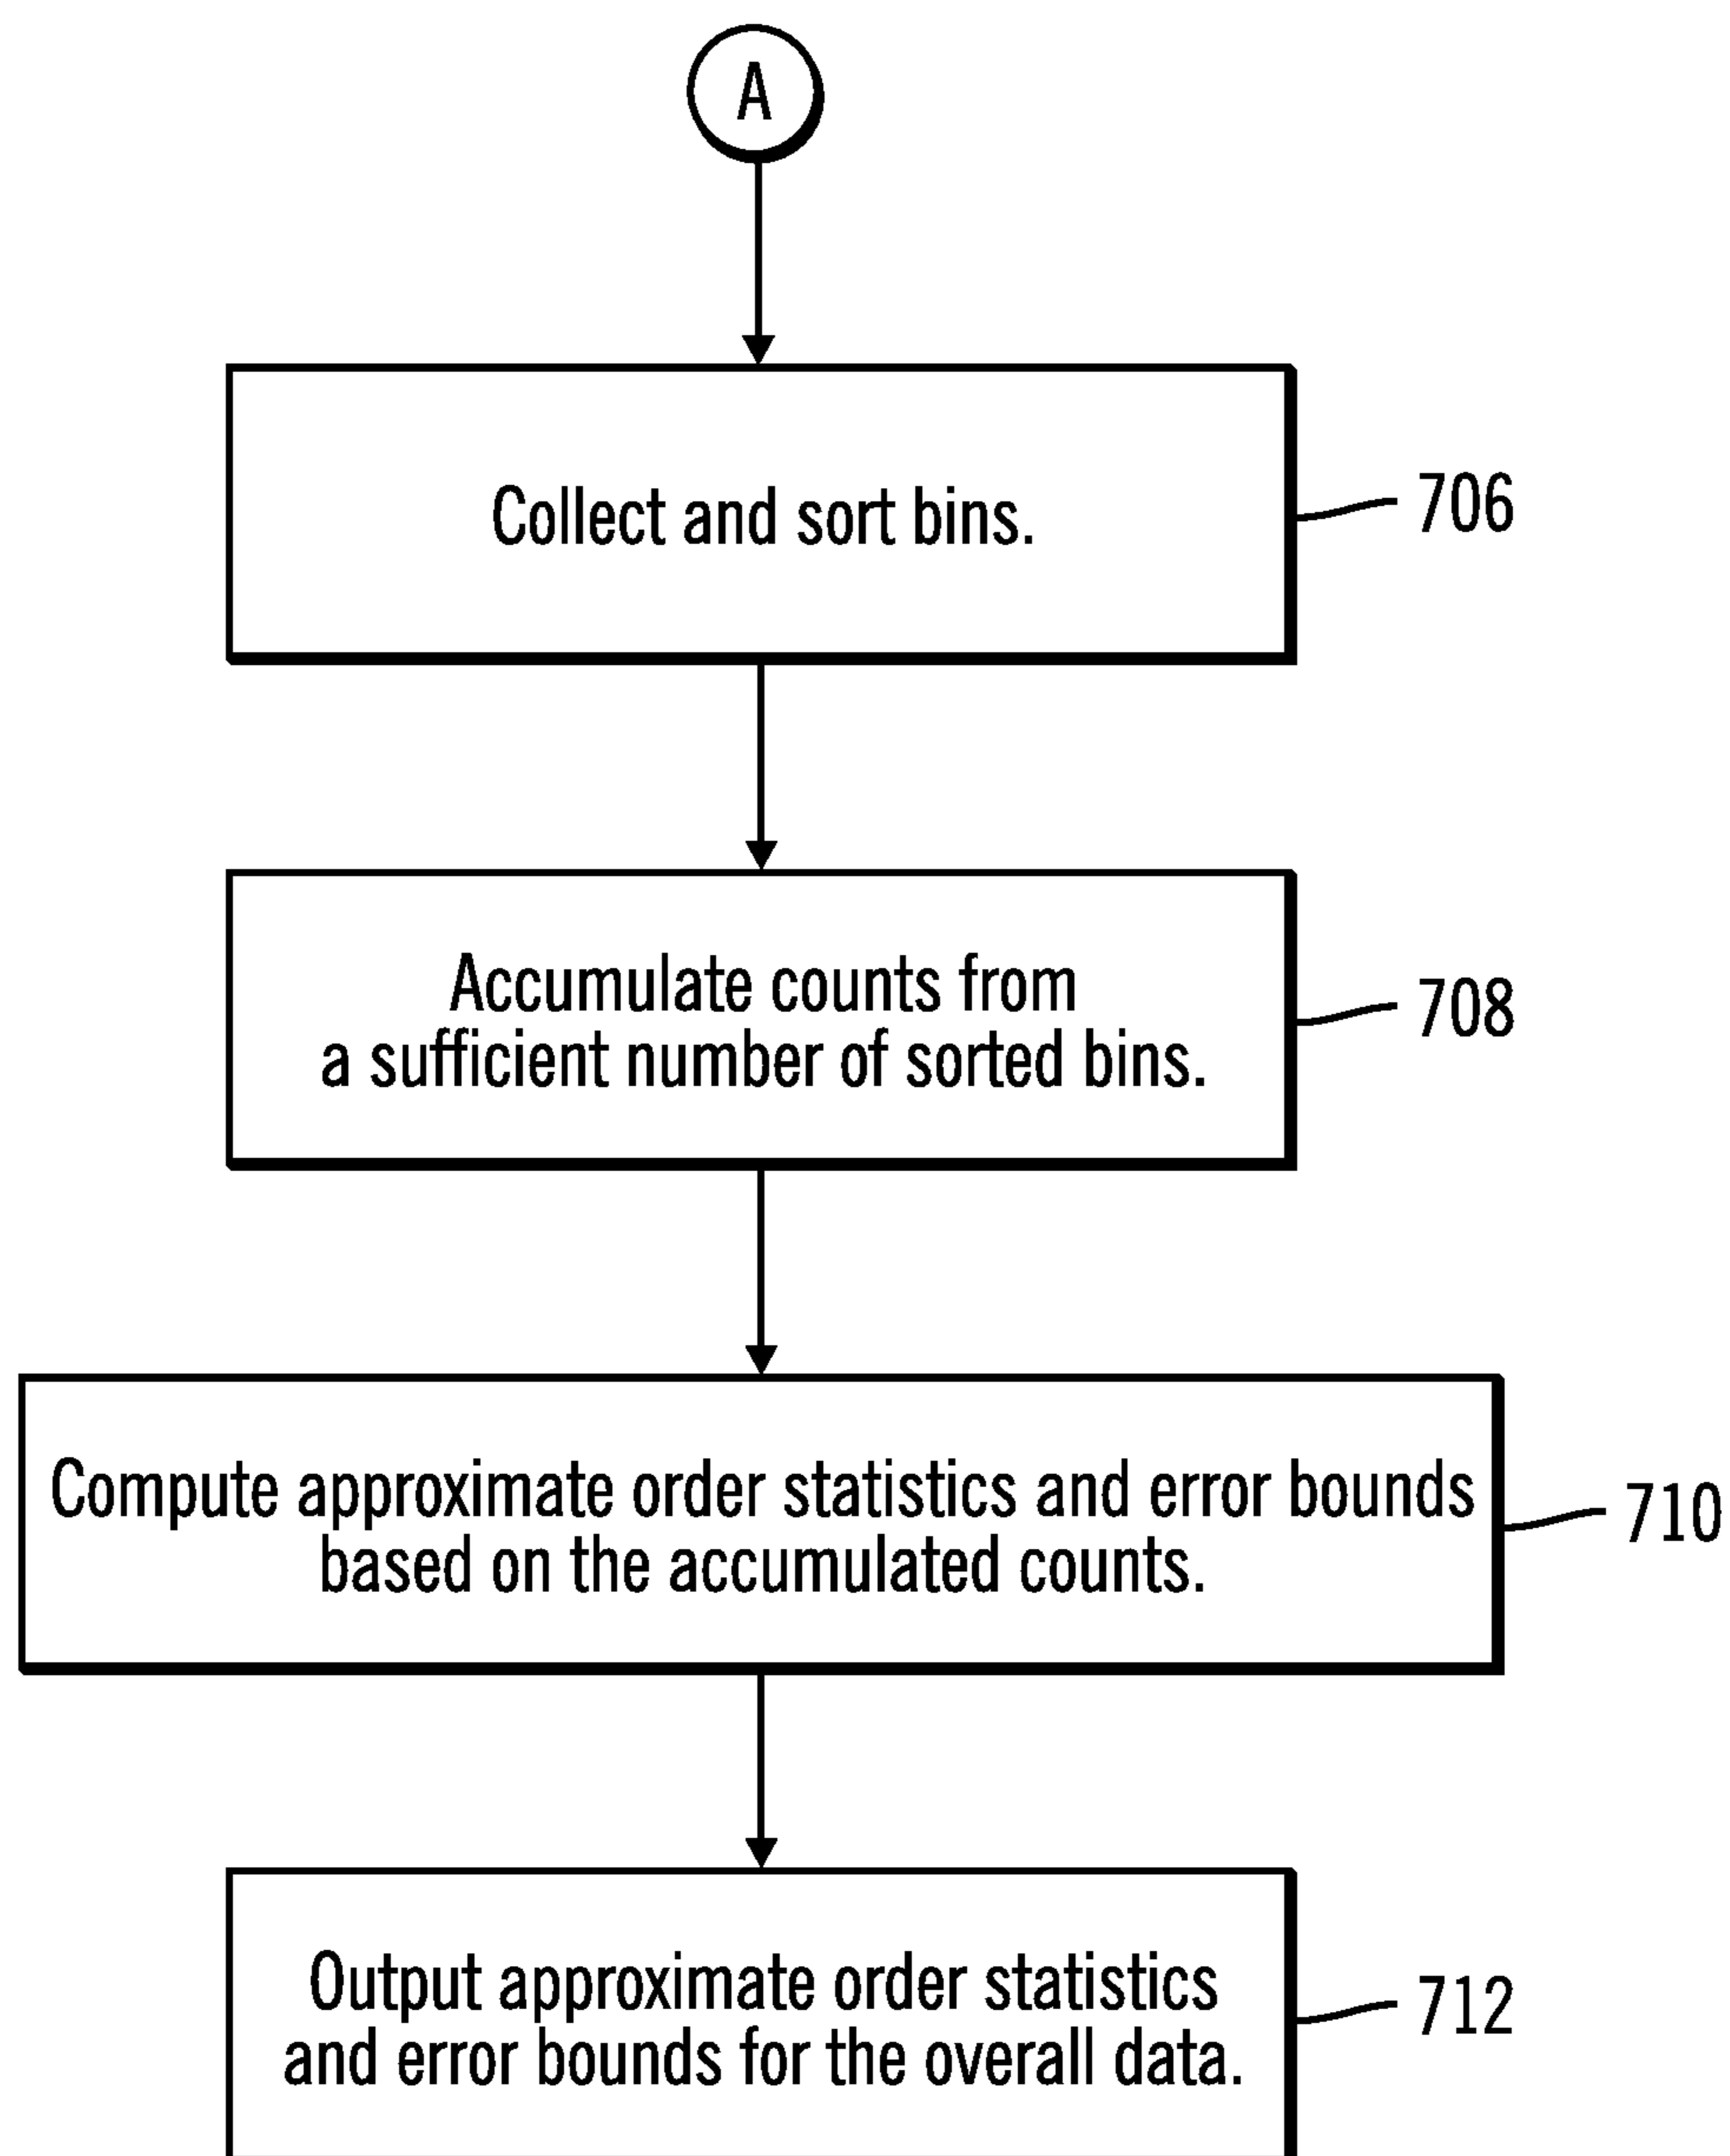 A
Collect and sort bins.
706
Accumulate counts from
a sufficient number of sorted bins.
708
Compute approximate order statistics and error bounds
based on the accumulated counts.
710
Output approximate order statistics
and error bounds for the overall data.
712